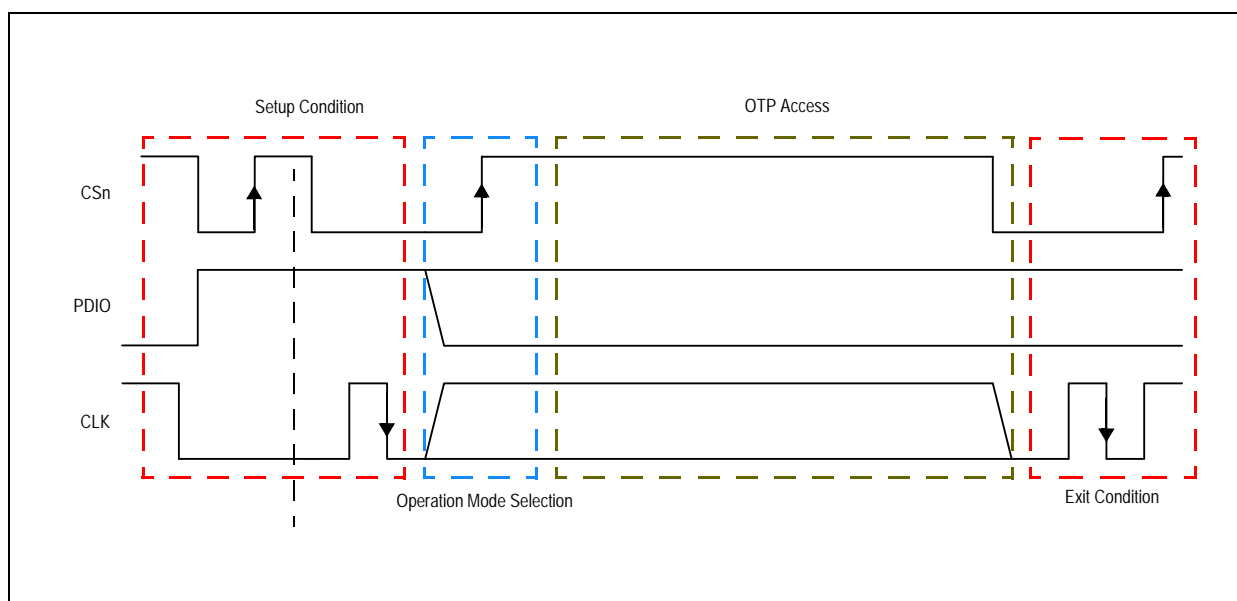 Setup Condition
OTP Access
CSn
PDIO
CLK
Operation Mode Selection
Exit Condition